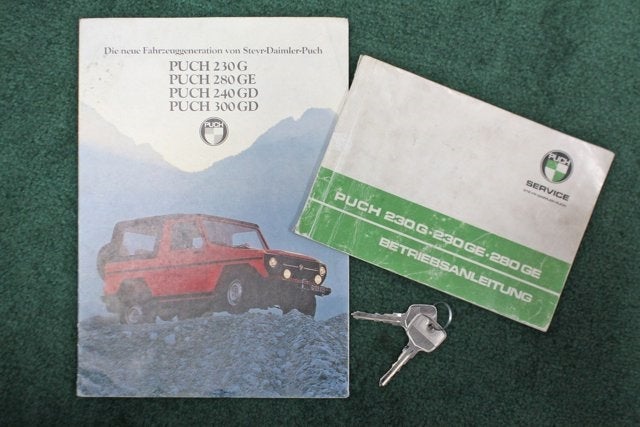 Die neue Fahrzeuggeneration von Steyr-Daimler-Puch
PUCH 230 G
PUCH 280 GE
PUCH 240 GD
PUCH 300 GD
PUCH
PUCH
SERVICE
PUCH 230 G · 230 GE · 280 GE
BETRIEBSANLEITUNG